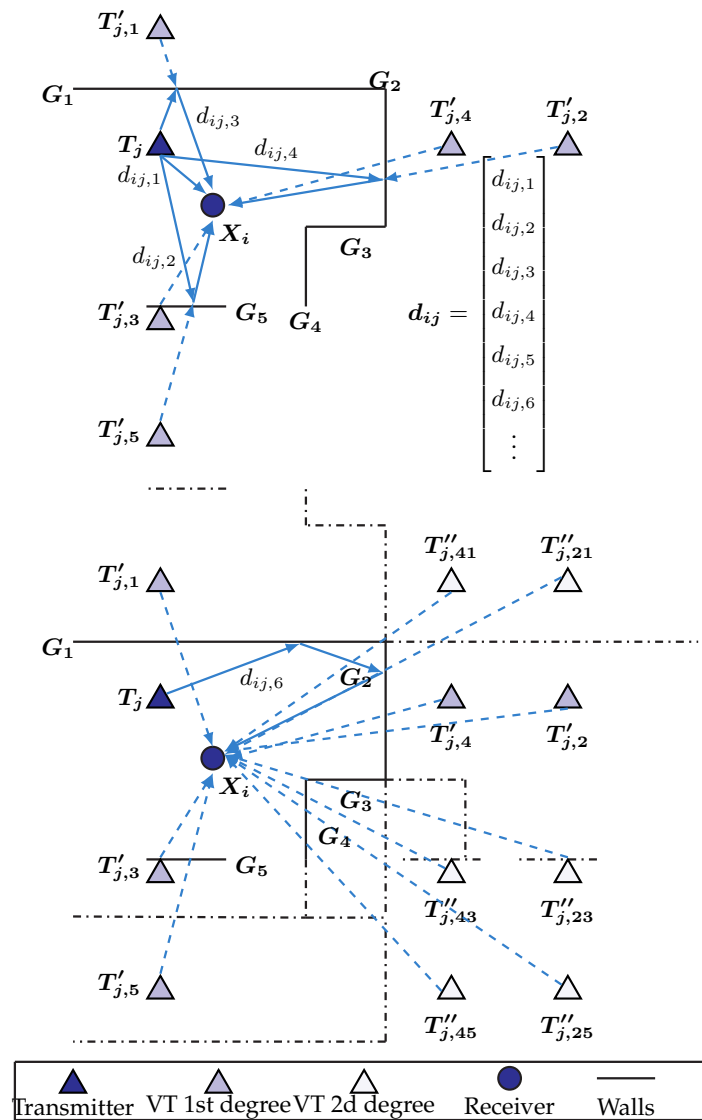 T′j,1
G1
G2
dij,3
T′j,4
T′j,2
Tj
dij,4
dij,1
Xi
dij,2
G3
T′j,3
G5
G4
dij =
dij,1
dij,2
dij,3
dij,4
dij,5
dij,6
⋮
T′j,5
T′j,1
T′′j,41
T′′j,21
G1
Tj
dij,6
G2
T′j,4
T′j,2
Xi
G3
G4
T′j,3
G5
T′′j,43
T′′j,23
T′j,5
T′′j,45
T′′j,25
Transmitter VT 1st degree VT 2d degree Receiver Walls